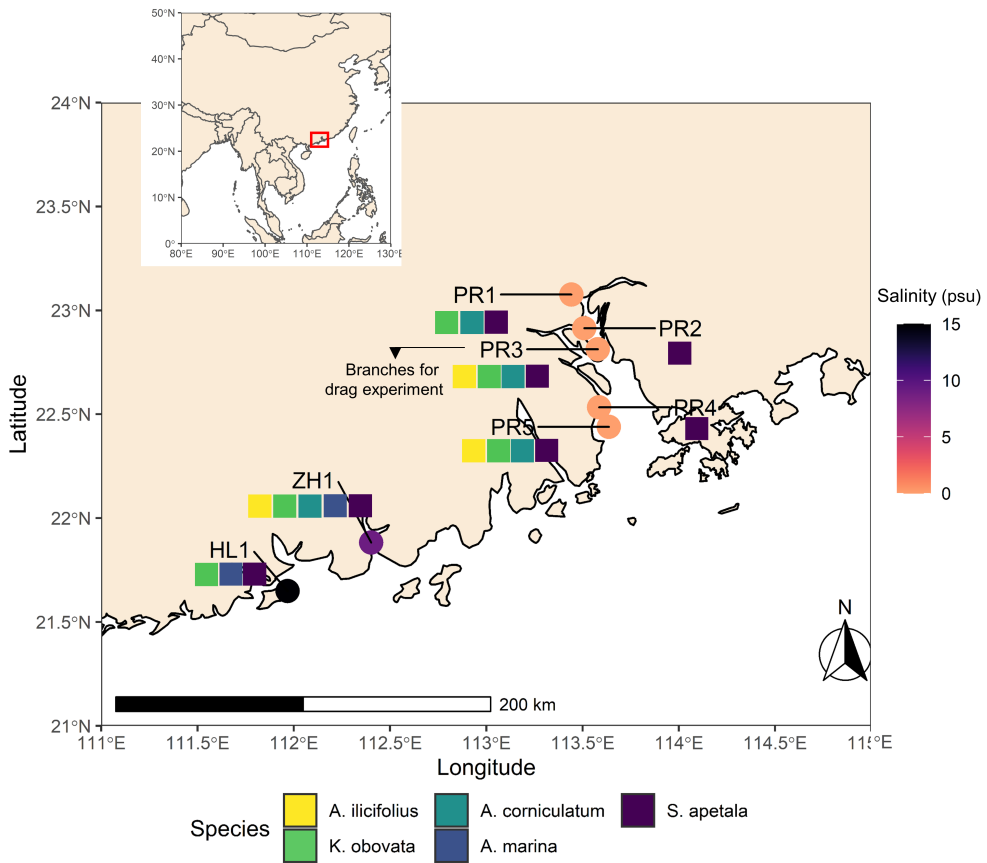 50°N
40°N
30°N
20°N
10°N
0°
80°E 90°E 100°E 110°E 120°E 130°E
24°N
23.5°N
23°N
22.5°N
22°N
21.5°N
21°N
Latitude
PR1
PR2
PR3
Branches for
drag experiment
PR4
PR5
ZH1
HL1
N
200 km
111°E 111.5°E 112°E 112.5°E 113°E 113.5°E 114°E 114.5°E 115°E
Longitude
Salinity (psu)
15
10
5
0
Species
A. ilicifolius
A. corniculatum
S. apetala
K. obovata
A. marina